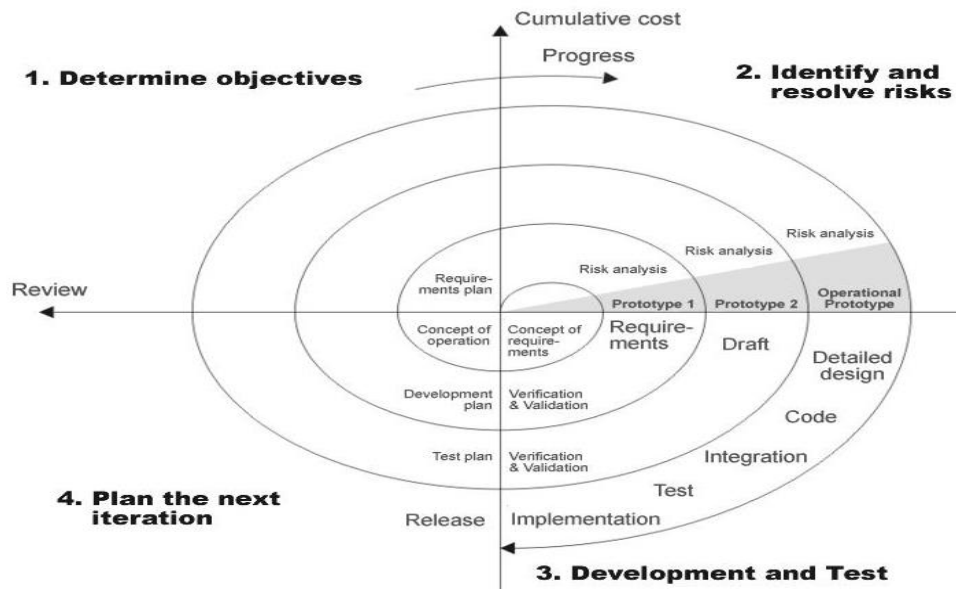 Cumulative cost
Progress
1. Determine objectives
2. Identify and
resolve risks
Risk analysis
Risk analysis
Risk analysis
Require-
ments plan
Review
Prototype 1
Prototype 2
Operational
Prototype
Concept of
operation
Concept of
require-
ments
Require-
ments
Draft
Detailed
design
Development
plan
Verification
& Validation
Code
Test plan
Verification
& Validation
Integration
Test
4. Plan the next
iteration
Release
Implementation
3. Development and Test